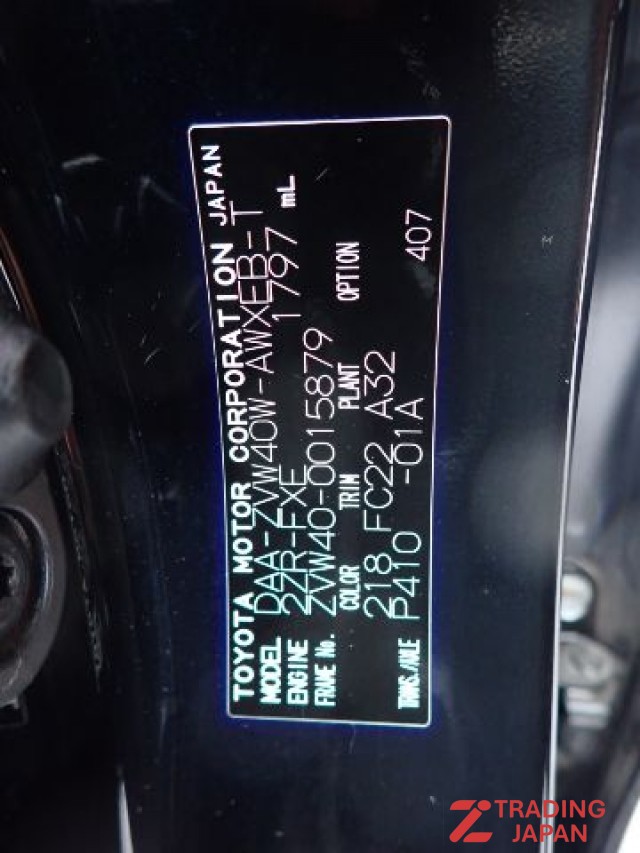 TOYOTA MOTOR CORPORATION JAPAN
MODEL DAA-ZVW40W-AWXEB-T
ENGINE 2ZR-FXE 1797 mL
FRAME No. ZVW40-0015879
COLOR TRIM PLANT OPTION
218 FC22 A32
TRANS./AXLE P410 -01A 407
TRADING
JAPAN